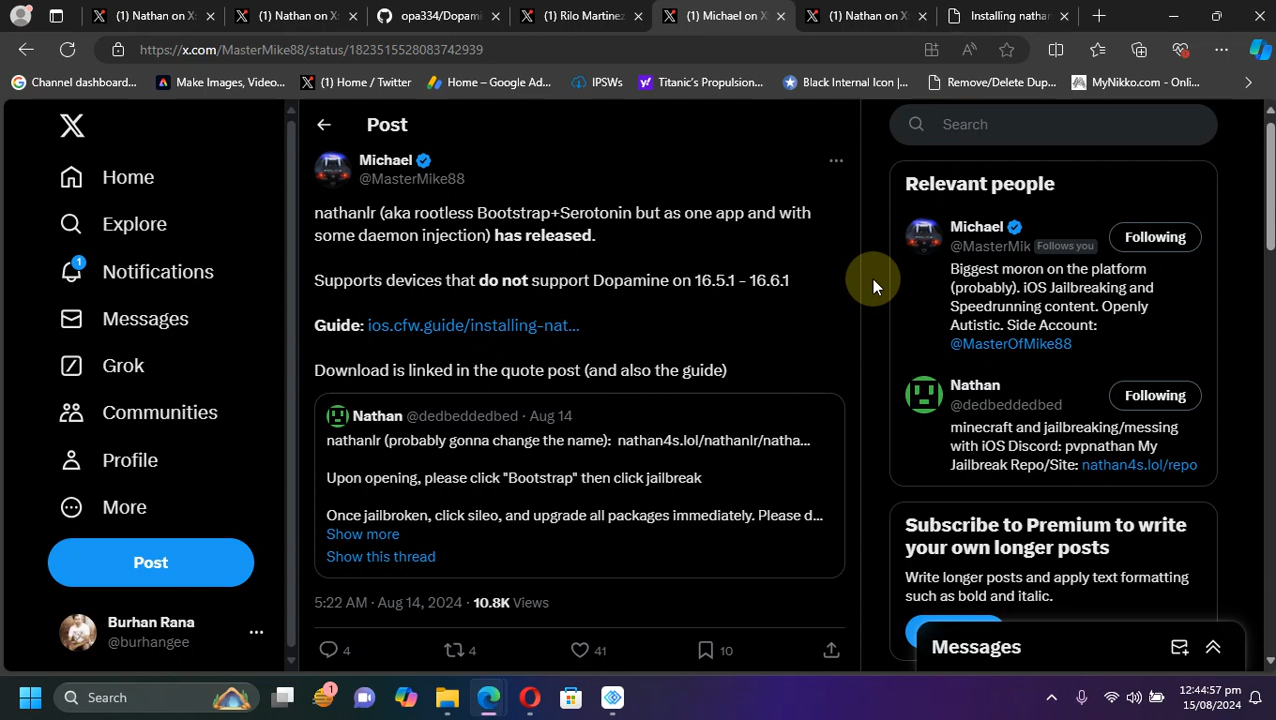 (1) Nathan on X
(1) Nathan on X
opa334/Dopami
(1) Rilo Martinez
(1) Michael on X
(1) Nathan on X
Installing nathan
https://x.com/MasterMike88/status/1823515528083742939
Channel dashboard...
Make Images, Video...
(1) Home / Twitter
Home – Google Ad...
IPSWs
Titanic's Propulsion...
Black Internal Icon |...
Remove/Delete Dup...
MyNikko.com - Onli...
Home
Explore
1
Notifications
Messages
Grok
Communities
Profile
More
Post
Burhan Rana
@burhangee
Post
Michael
@MasterMike88
nathanlr (aka rootless Bootstrap+Serotonin but as one app and with
some daemon injection) has released.
Supports devices that do not support Dopamine on 16.5.1 - 16.6.1
Guide: ios.cfw.guide/installing-nat...
Download is linked in the quote post (and also the guide)
Nathan @dedbeddedbed · Aug 14
nathanlr (probably gonna change the name): nathan4s.lol/nathanlr/natha...
Upon opening, please click "Bootstrap" then click jailbreak
Once jailbroken, click sileo, and upgrade all packages immediately. Please d...
Show more
Show this thread
5:22 AM · Aug 14, 2024 · 10.8K Views
4
4
41
10
Search
Relevant people
Michael
@MasterMik Follows you
Following
Biggest moron on the platform
(probably). iOS Jailbreaking and
Speedrunning content. Openly
Autistic. Side Account:
@MasterOfMike88
Nathan
@dedbeddedbed
Following
minecraft and jailbreaking/messing
with iOS Discord: pvpnathan My
Jailbreak Repo/Site: nathan4s.lol/repo
Subscribe to Premium to write
your own longer posts
Write longer posts and apply text formatting
such as bold and italic.
Messages
Search
1
12:44:57 pm
15/08/2024